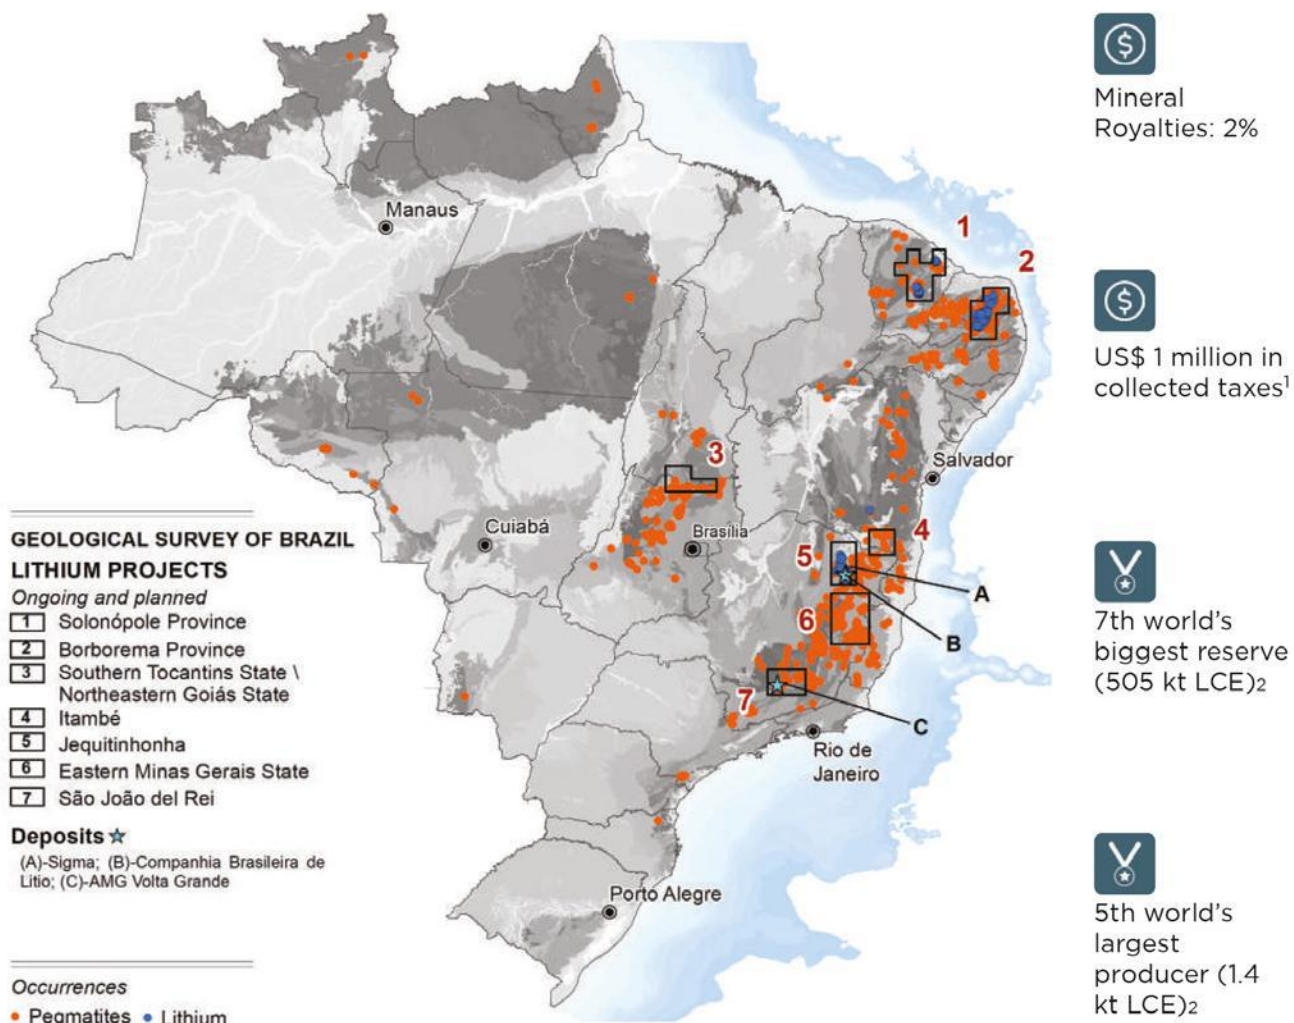 Manaus
1
2
3
Salvador
Cuiabá
Brasília
4
5
A
6
B
7
C
Rio de
Janeiro
Porto Alegre
GEOLOGICAL SURVEY OF BRAZIL
LITHIUM PROJECTS
Ongoing and planned
1 Solonópole Province
2 Borborema Province
3 Southern Tocantins State \
Northeastern Goiás State
4 Itambé
5 Jequitinhonha
6 Eastern Minas Gerais State
7 São João del Rei
Deposits
(A)-Sigma; (B)-Companhia Brasileira de
Lítio; (C)-AMG Volta Grande
Occurrences
Pegmatites Lithium
$
Mineral
Royalties: 2%
$
US$ 1 million in
collected taxes¹
7th world's
biggest reserve
(505 kt LCE)₂
5th world's
largest
producer (1.4
kt LCE)₂